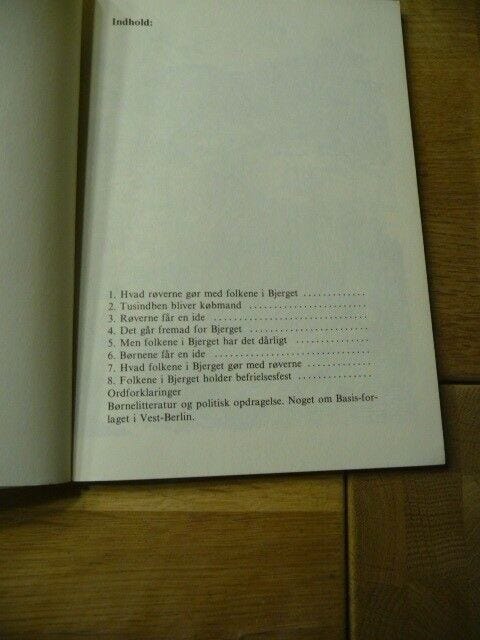 Indhold:
1. Hvad røverne gør med folkene i Bjerget .............
2. Tusindben bliver købmand ........................
3. Røverne får en ide ................................
4. Det går fremad for Bjerget ........................
5. Men folkene i Bjerget har det dårligt ...............
6. Børnene får en ide ................................
7. Hvad folkene i Bjerget gør med røverne .............
8. Folkene i Bjerget holder befrielsesfest ...............
Ordforklaringer
Børnelitteratur og politisk opdragelse. Noget om Basis-for-
laget i Vest-Berlin.